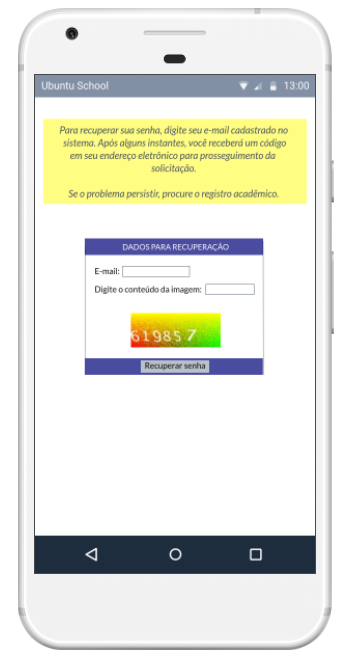 Ubuntu School
13:00
Para recuperar sua senha, digite seu e-mail cadastrado no
sistema. Após alguns instantes, você receberá um código
em seu endereço eletrônico para prosseguimento da
solicitação.
Se o problema persistir, procure o registro acadêmico.
DADOS PARA RECUPERAÇÃO
E-mail:
Digite o conteúdo da imagem:
619857
Recuperar senha